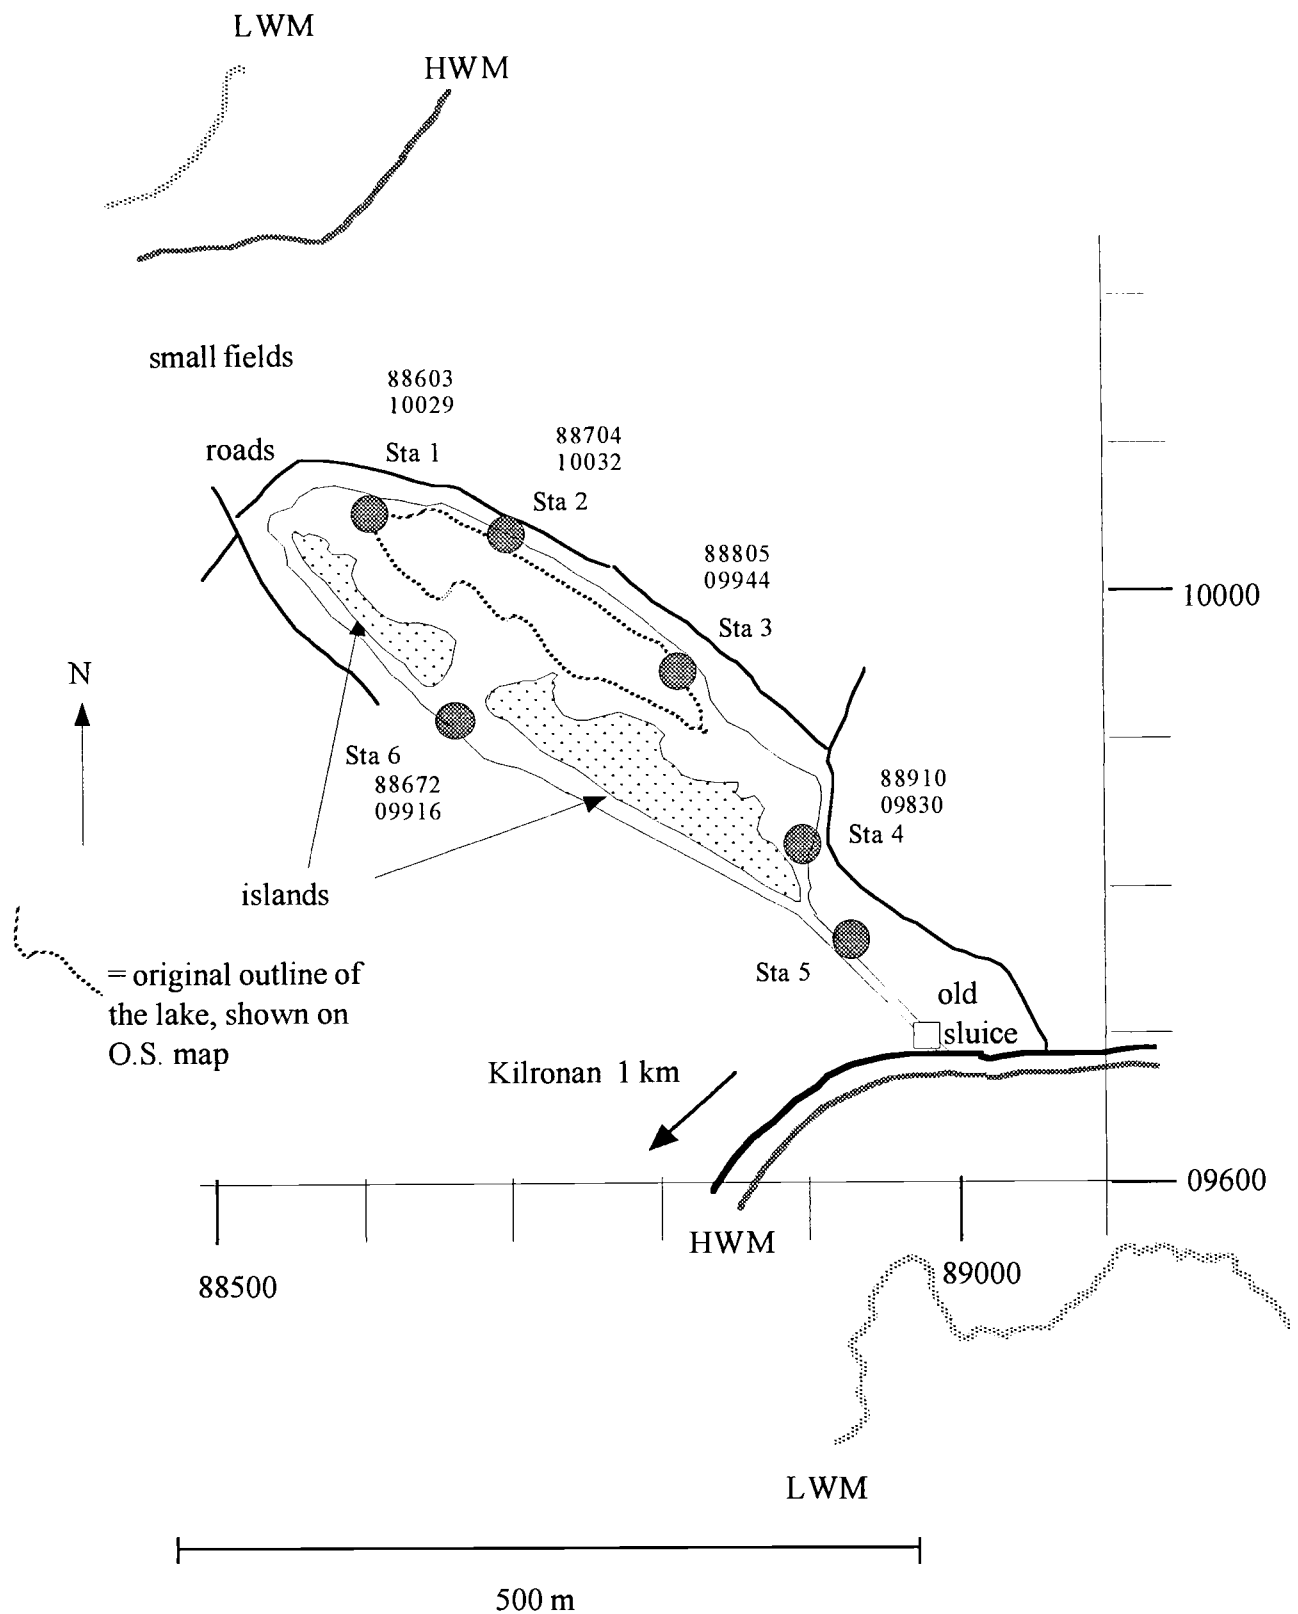 LWM
HWM
small fields
88603
10029
roads
Sta 1
88704
10032
Sta 2
88805
09944
Sta 3
10000
N
Sta 6
88672
09916
88910
09830
Sta 4
islands
= original outline of
the lake, shown on
O.S. map
Sta 5
old
sluice
Kilronan 1 km
09600
HWM
88500
89000
LWM
500 m